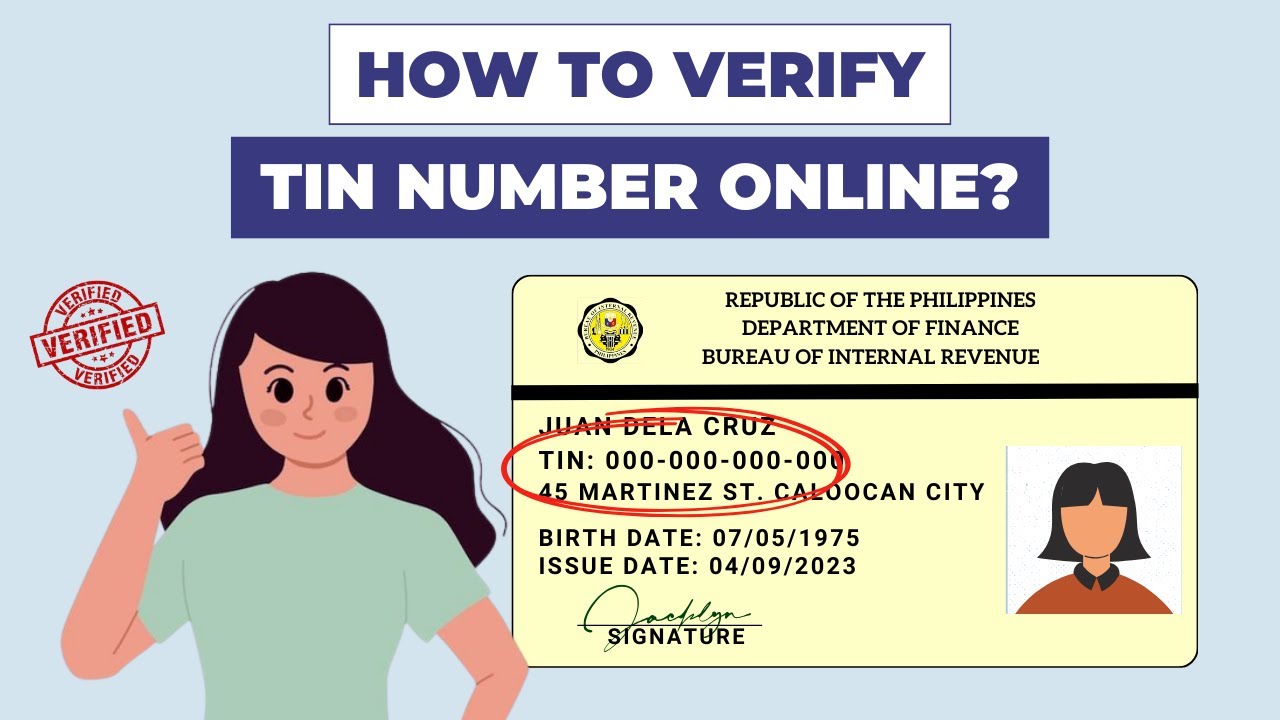 HOW TO VERIFY
TIN NUMBER ONLINE?
VERIFIED
VERIFIED
VERIFIED
REPUBLIC OF THE PHILIPPINES
DEPARTMENT OF FINANCE
BUREAU OF INTERNAL REVENUE
JUAN DELA CRUZ
TIN: 000-000-000-000
45 MARTINEZ ST. CALOOCAN CITY
BIRTH DATE: 07/05/1975
ISSUE DATE: 04/09/2023
Jacklyn
SIGNATURE